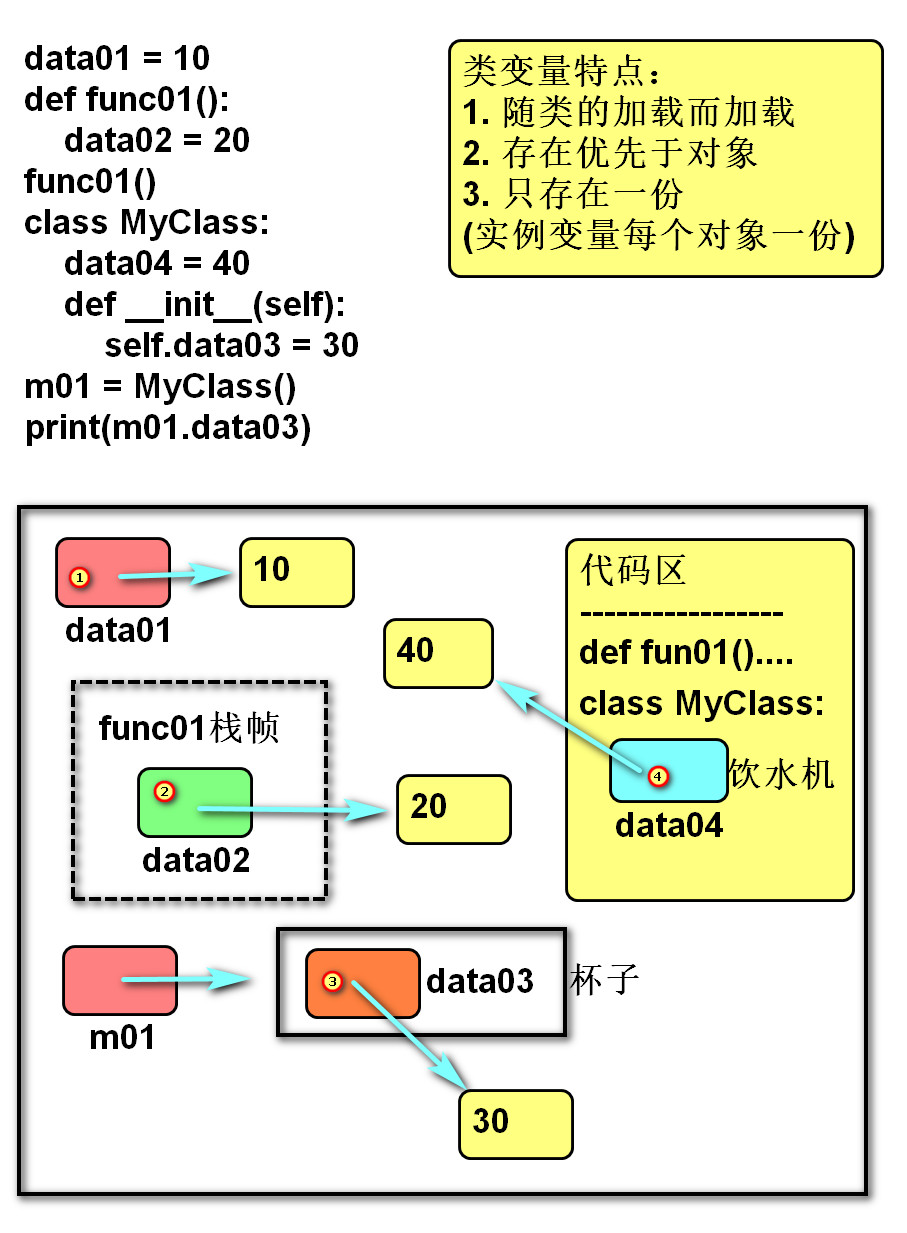 data01 = 10
def func01():
    data02 = 20
func01()
class MyClass:
    data04 = 40
    def __init__(self):
        self.data03 = 30
m01 = MyClass()
print(m01.data03)
类变量特点：
1. 随类的加载而加载
2. 存在优先于对象
3. 只存在一份
(实例变量每个对象一份)
1
10
data01
40
代码区
-----------------
def fun01()....
class MyClass:
4
饮水机
data04
func01栈帧
2
20
data02
m01
3
data03
杯子
30